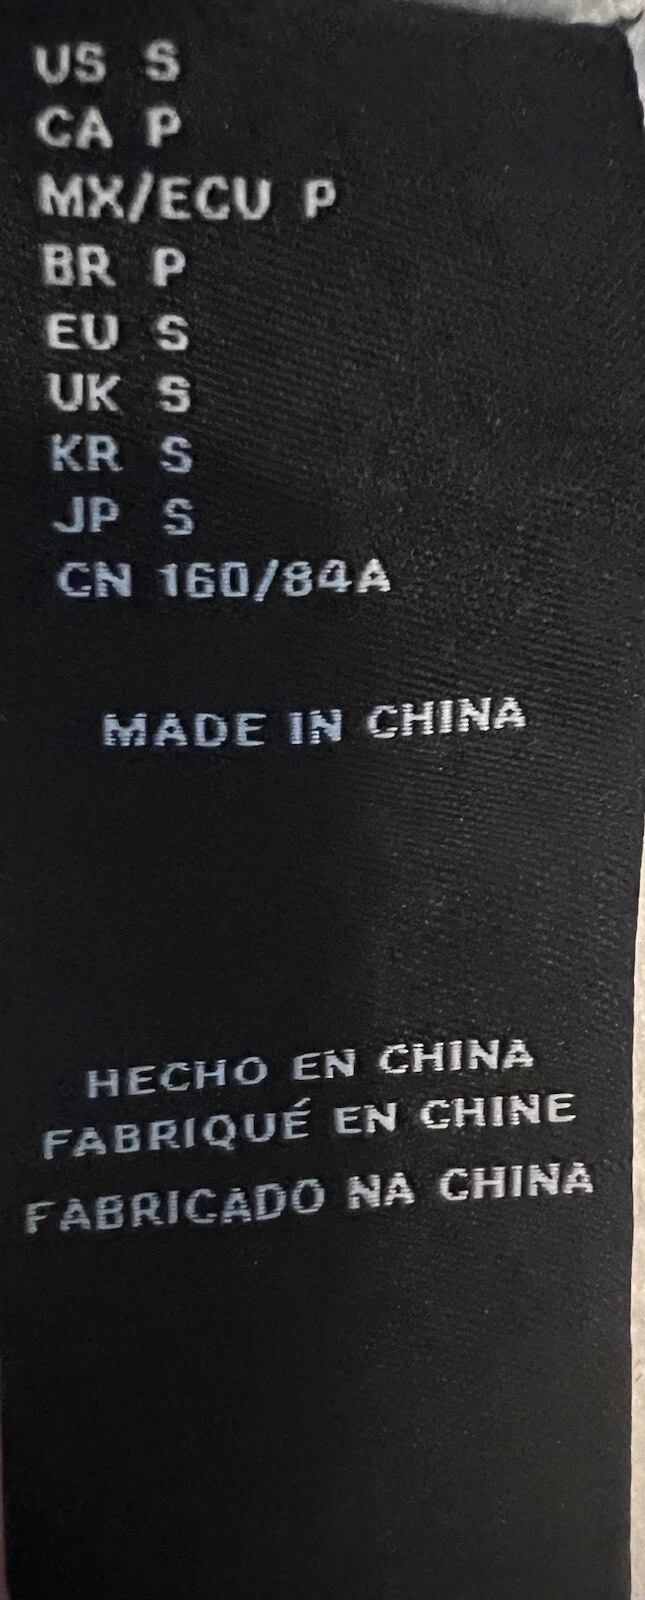 US S
CA P
MX/ECU P
BR P
EU S
UK S
KR S
JP S
CN 160/84A
MADE IN CHINA
HECHO EN CHINA
FABRIQUÉ EN CHINE
FABRICADO NA CHINA